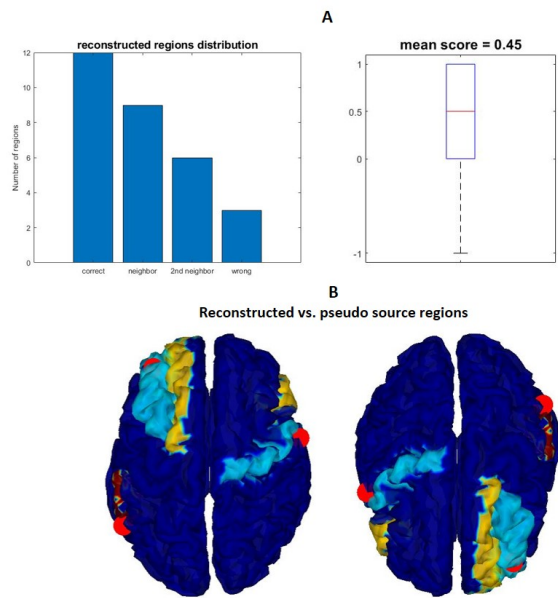 A
reconstructed regions distribution
12
10
8
6
4
2
0
Number of regions
correct neighbor 2nd neighbor wrong
mean score = 0.45
1
0.5
0
-1
B
Reconstructed vs. pseudo source regions